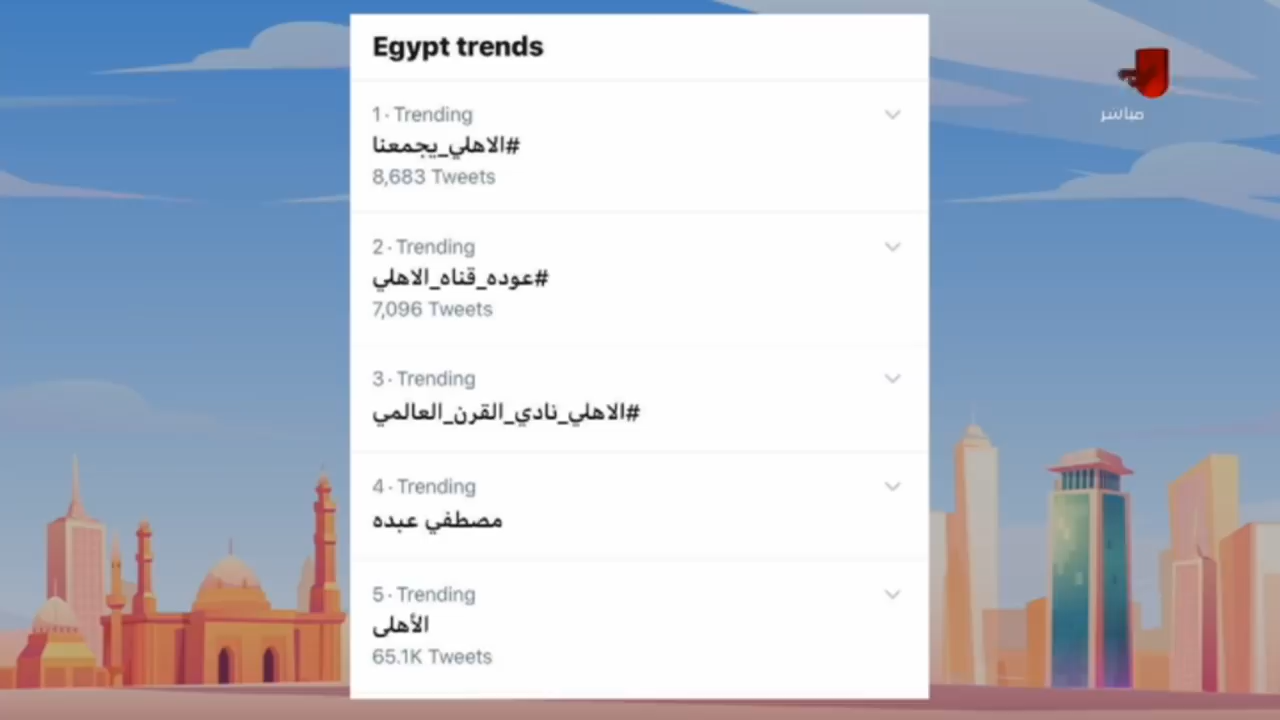 Egypt trends
1 · Trending
#الاهلي_يجمعنا
8,683 Tweets
2 · Trending
#عوده_قناه_الاهلي
7,096 Tweets
3 · Trending
#الاهلي_نادي_القرن_العالمي
4 · Trending
مصطفي عبده
5 · Trending
الأهلى
65.1K Tweets
مباشر